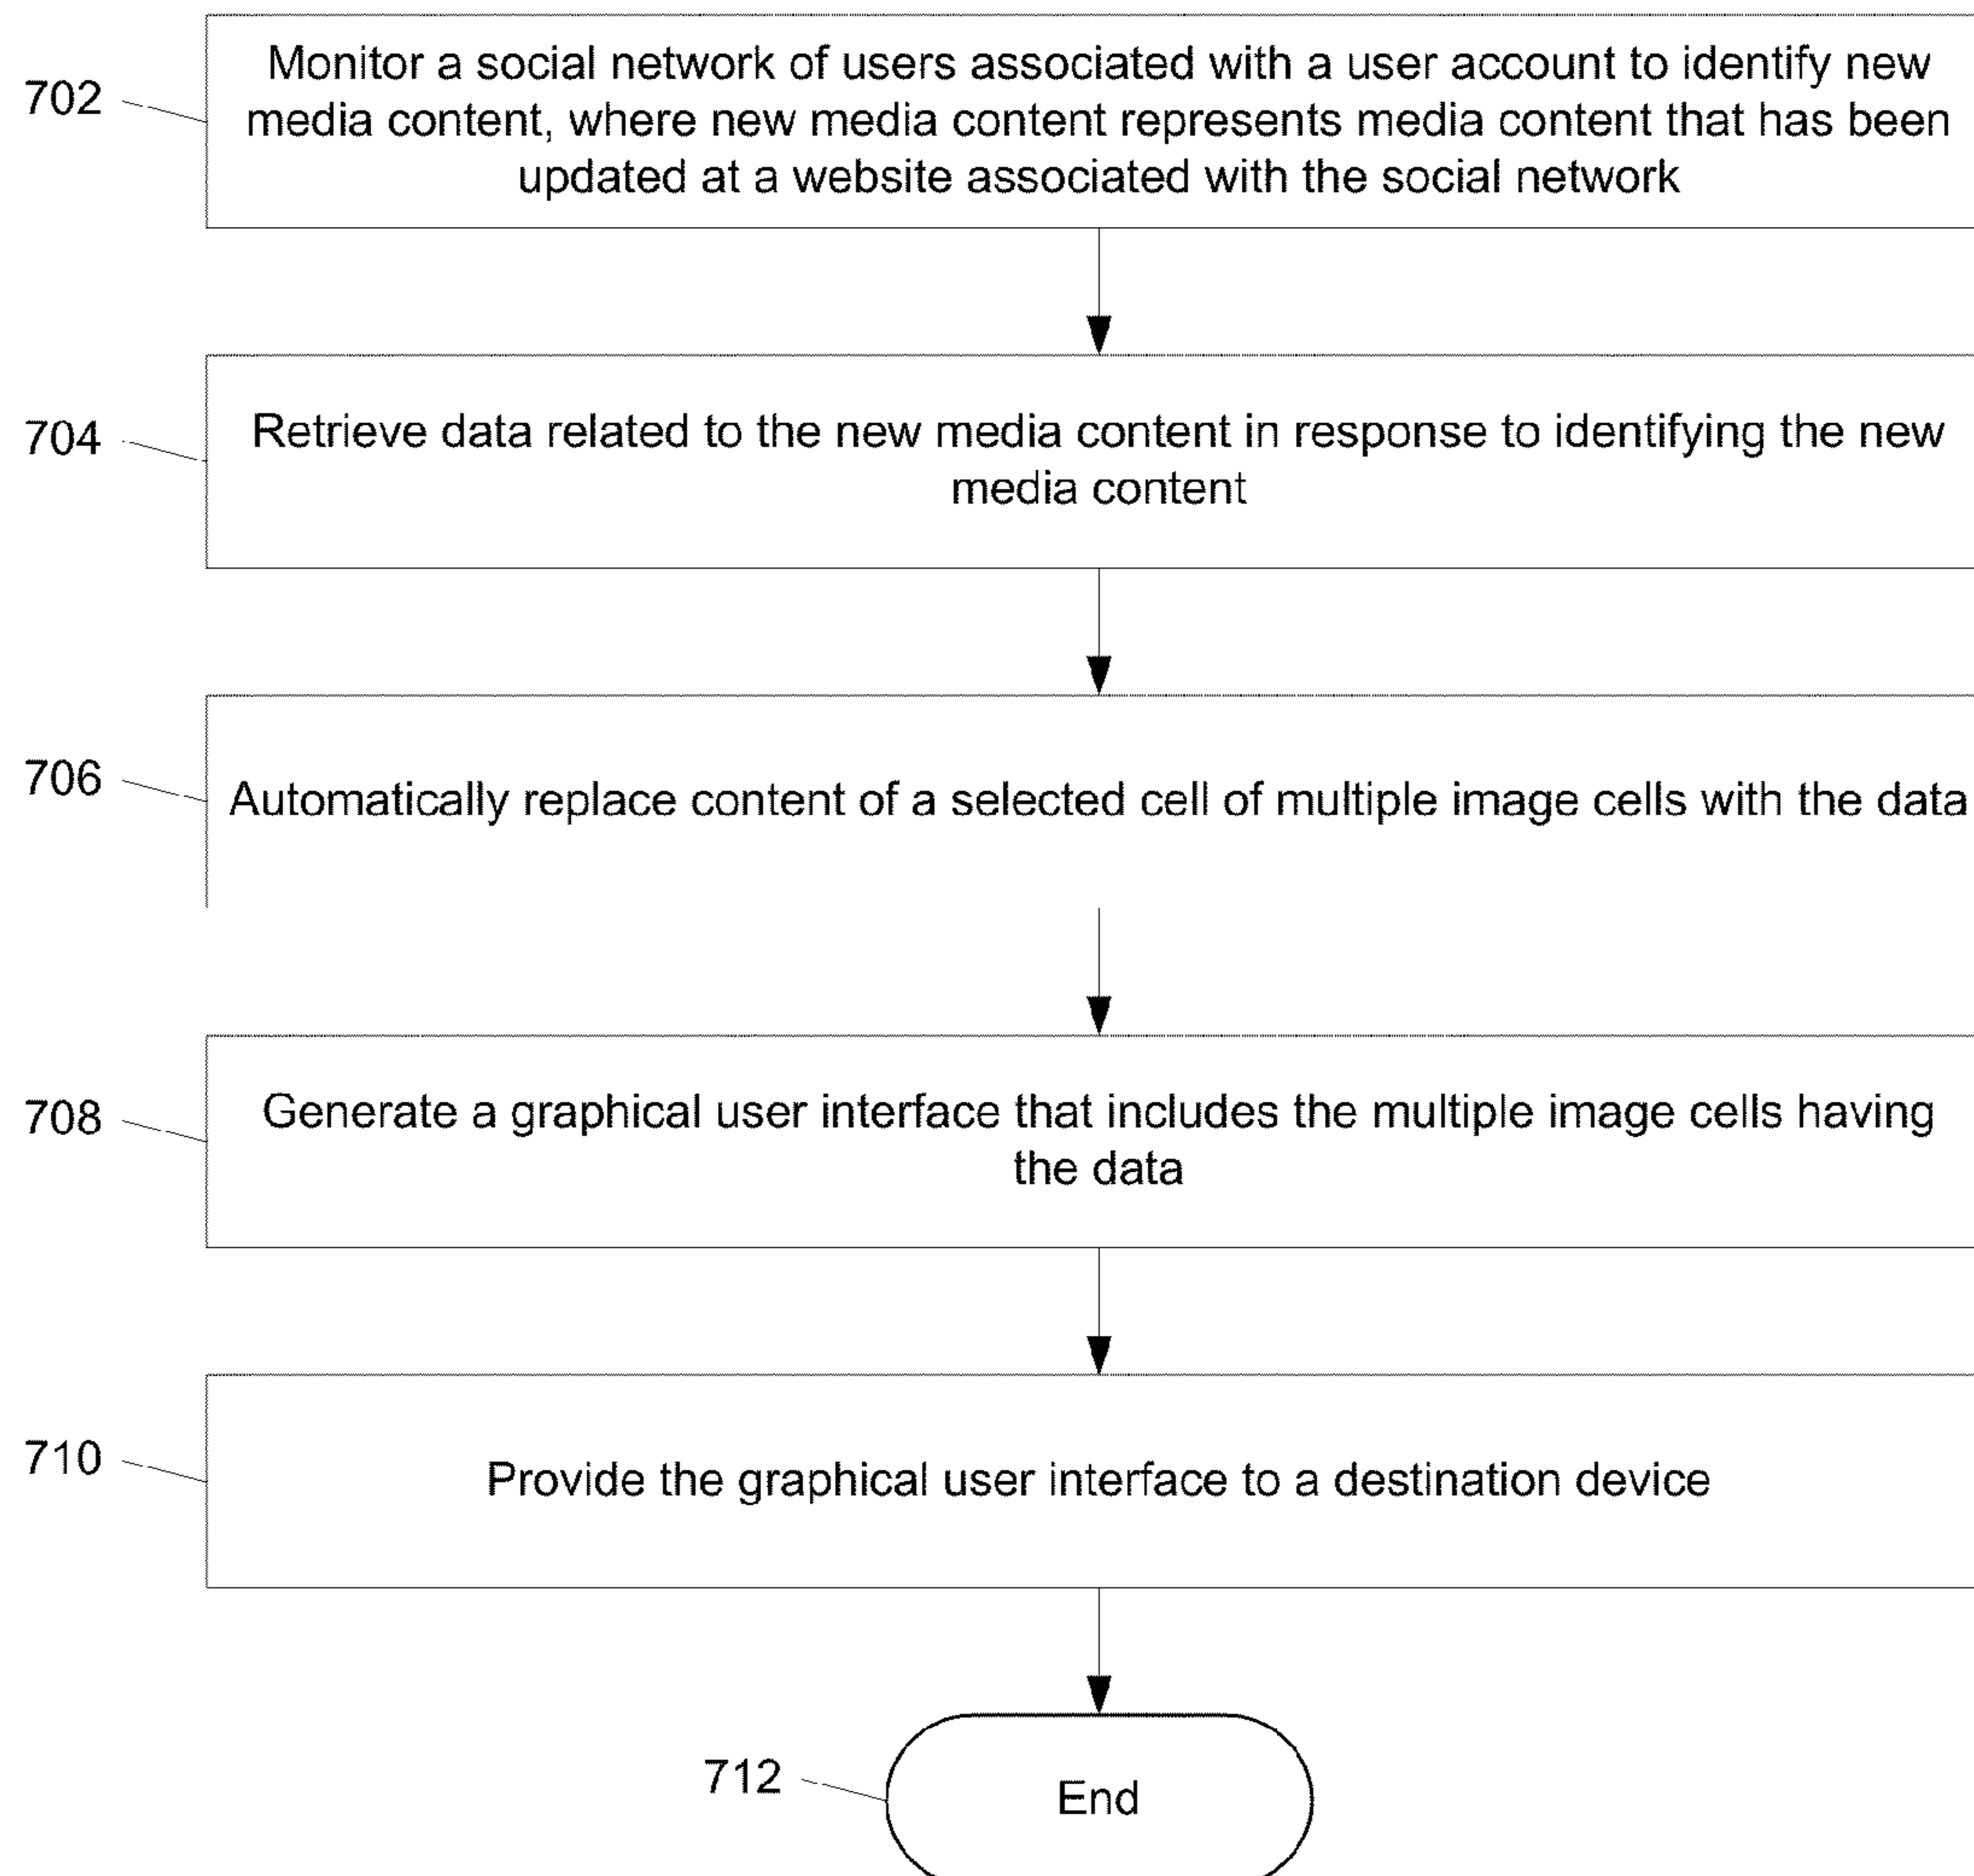 702
Monitor a social network of users associated with a user account to identify new
media content, where new media content represents media content that has been
updated at a website associated with the social network
704
Retrieve data related to the new media content in response to identifying the new
media content
706
Automatically replace content of a selected cell of multiple image cells with the data
708
Generate a graphical user interface that includes the multiple image cells having
the data
710
Provide the graphical user interface to a destination device
712
End